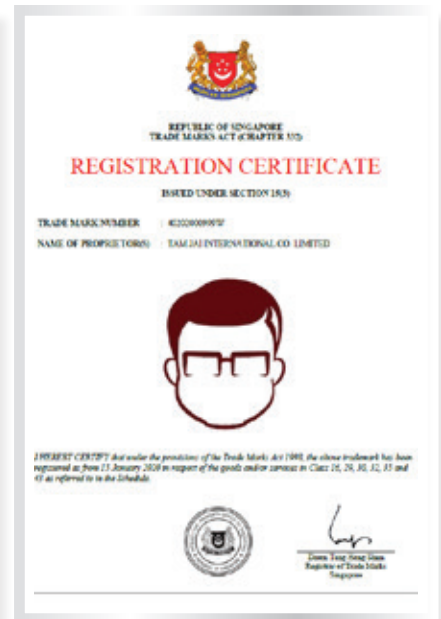 REPUBLIC OF SINGAPORE
TRADE MARKS ACT (CHAPTER 332)
REGISTRATION CERTIFICATE
ISSUED UNDER SECTION 15(5)
TRADE MARK NUMBER :
NAME OF PROPRIETOR(S) : TAM JAI INTERNATIONAL CO. LIMITED
I HEREBY CERTIFY that under the provisions of the Trade Marks Act 1998, the above trademark has been
registered as from 15 January 2020 in respect of the goods and/or services in Class 16, 29, 30, 32, 35 and
43 as referred to in the Schedule.
Registrar of Trade Marks
Singapore